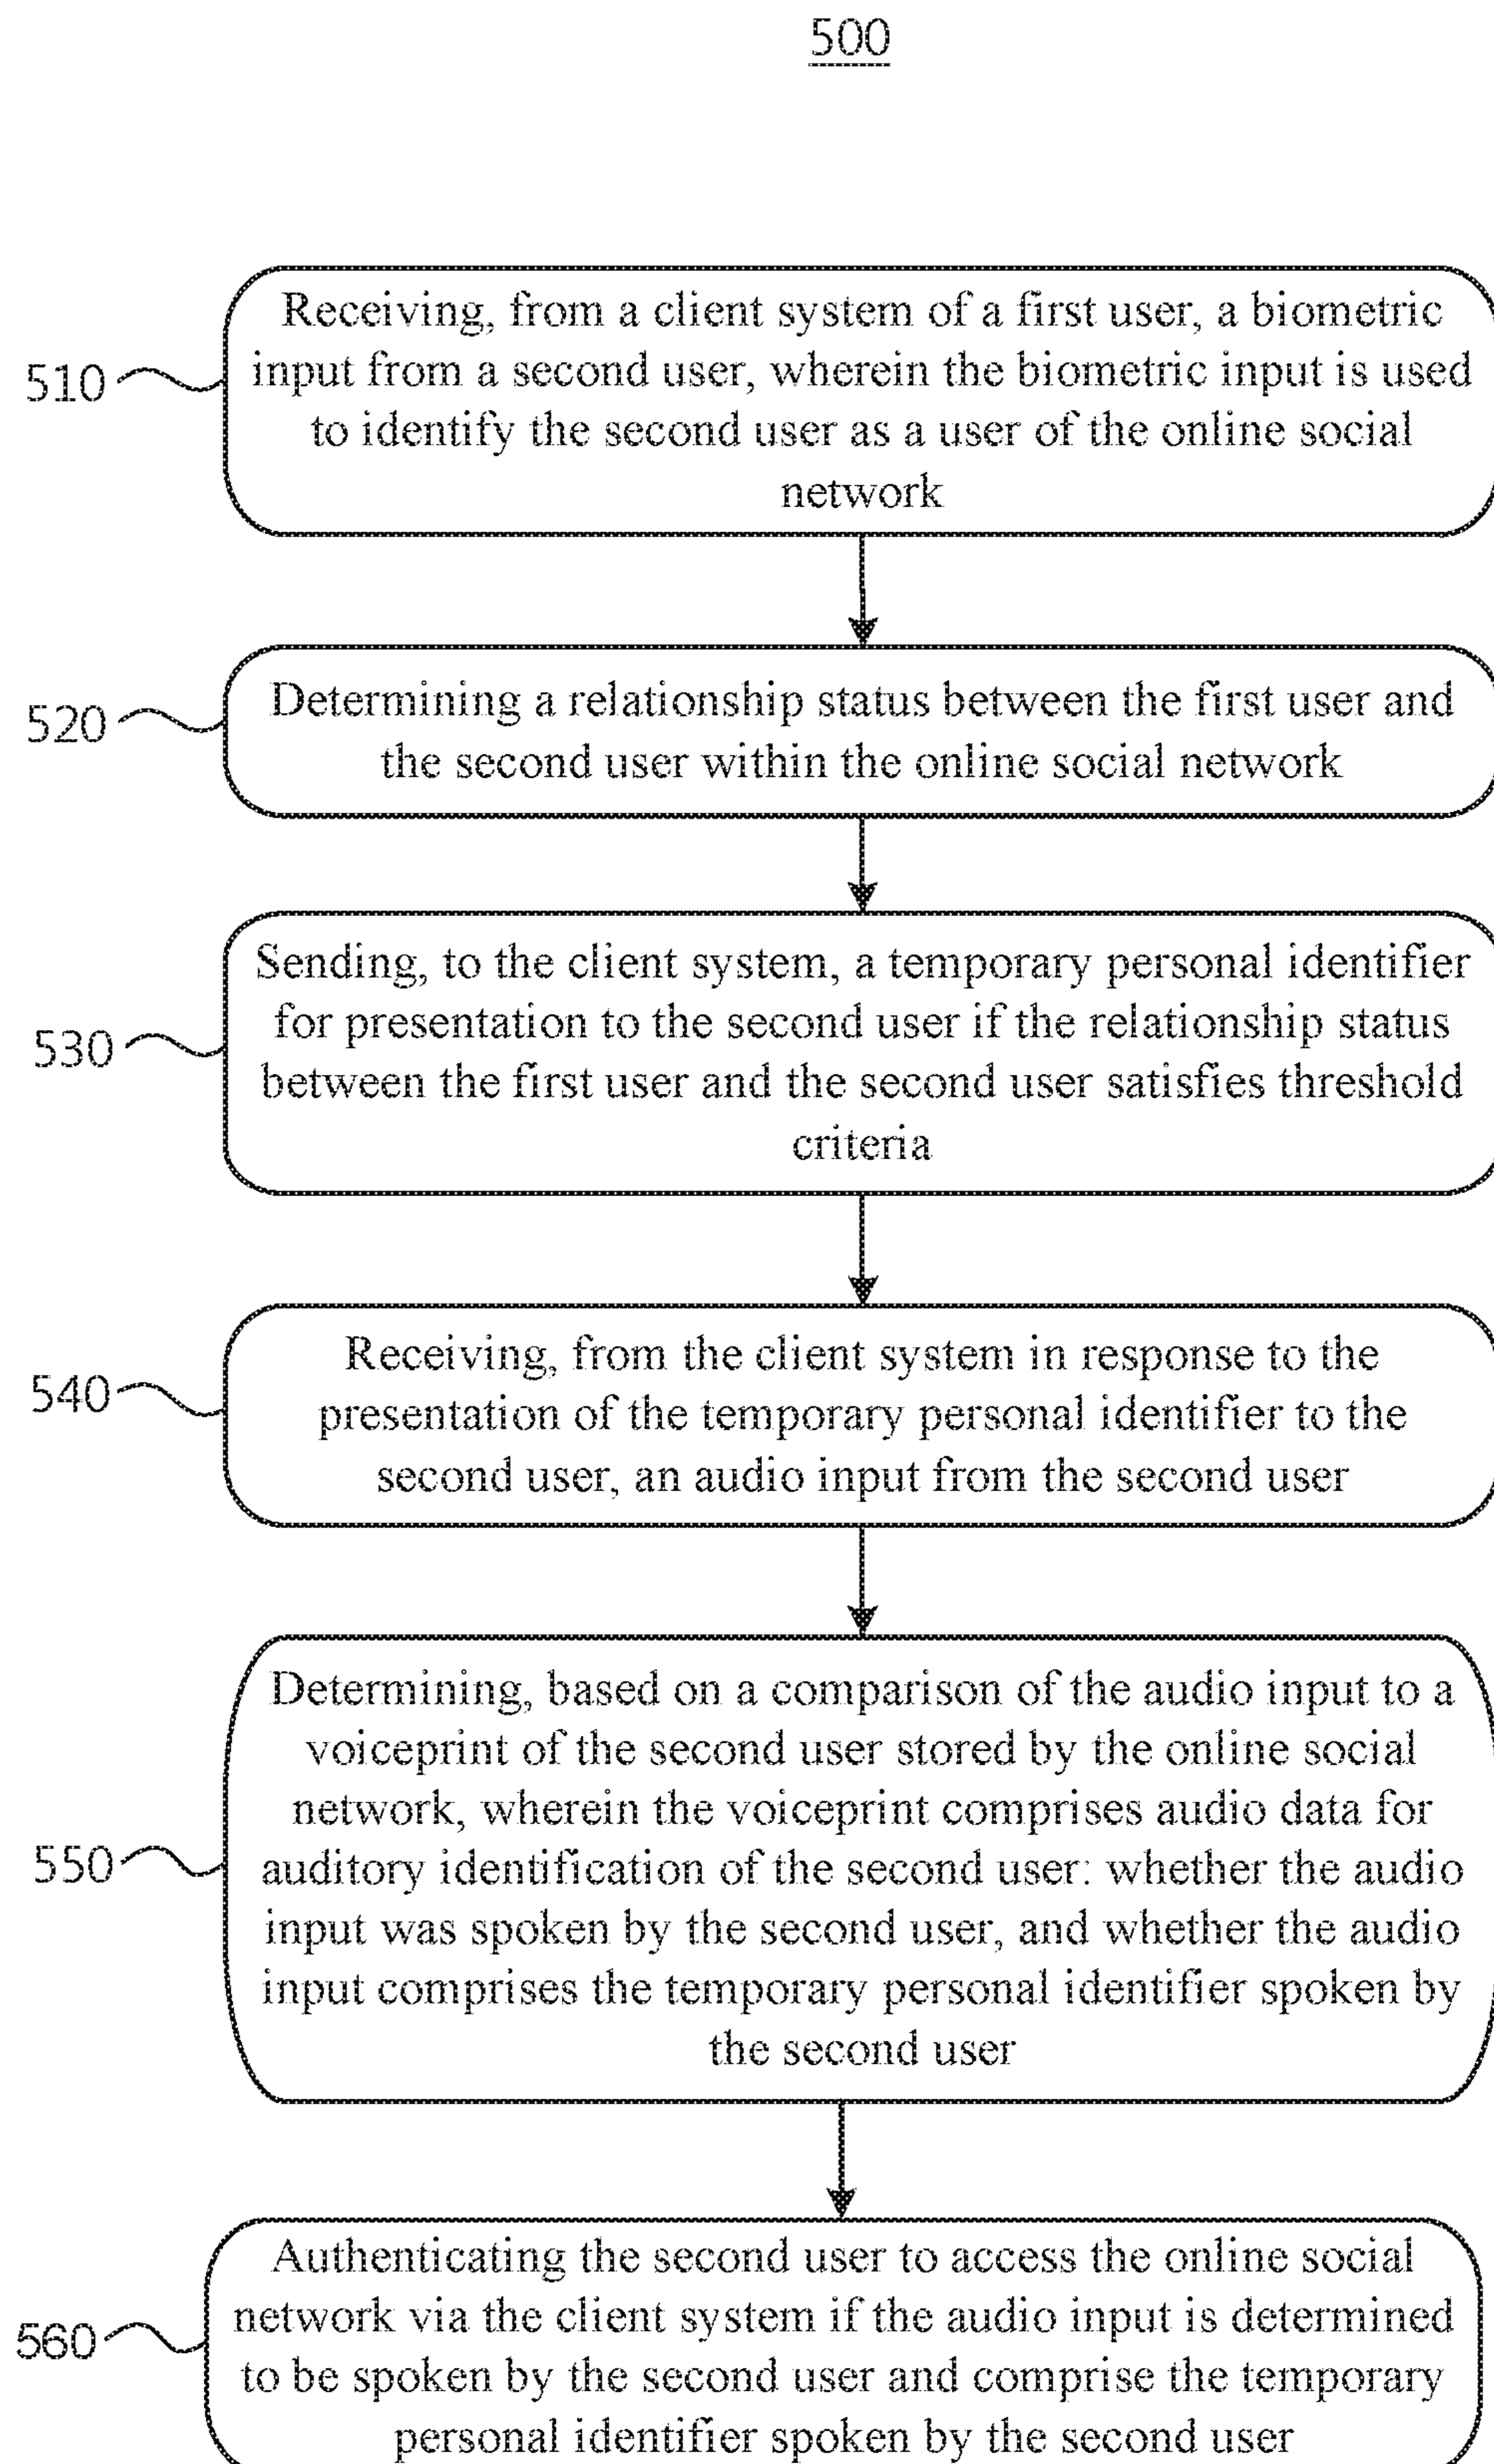 500
510
Receiving, from a client system of a first user, a biometric
input from a second user, wherein the biometric input is used
to identify the second user as a user of the online social
network
520
Determining a relationship status between the first user and
the second user within the online social network
530
Sending, to the client system, a temporary personal identifier
for presentation to the second user if the relationship status
between the first user and the second user satisfies threshold
criteria
540
Receiving, from the client system in response to the
presentation of the temporary personal identifier to the
second user, an audio input from the second user
550
Determining, based on a comparison of the audio input to a
voiceprint of the second user stored by the online social
network, wherein the voiceprint comprises audio data for
auditory identification of the second user: whether the audio
input was spoken by the second user, and whether the audio
input comprises the temporary personal identifier spoken by
the second user
560
Authenticating the second user to access the online social
network via the client system if the audio input is determined
to be spoken by the second user and comprise the temporary
personal identifier spoken by the second user